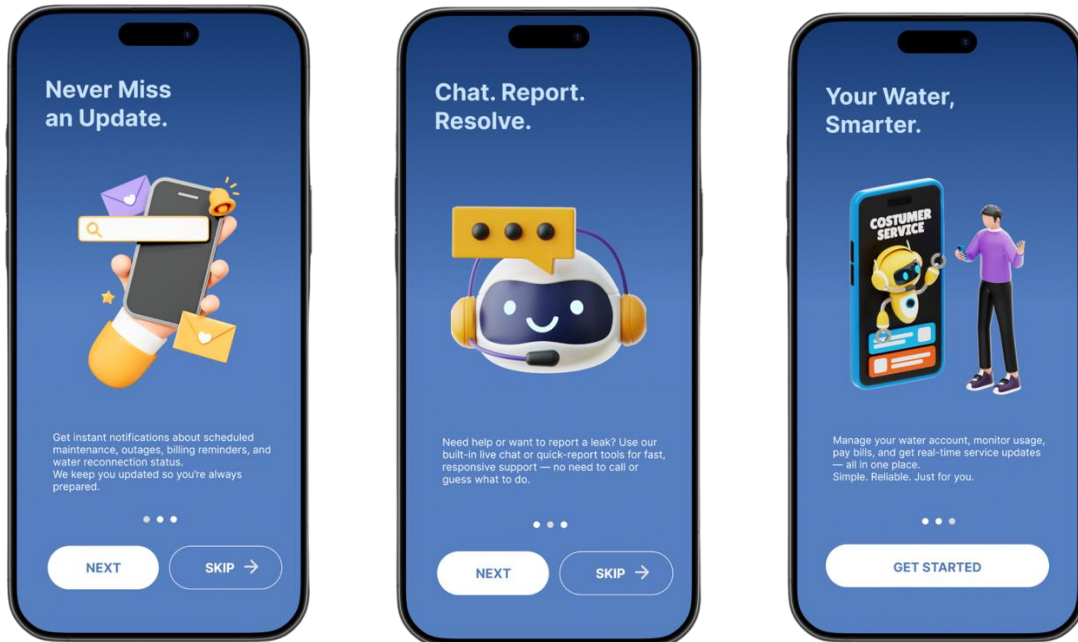 Never Miss
an Update.
Get instant notifications about scheduled
maintenance, outages, billing reminders, and
water reconnection status.
We keep you updated so you're always
prepared.
NEXT
SKIP →
Chat. Report.
Resolve.
Need help or want to report a leak? Use our
built-in live chat or quick-report tools for fast,
responsive support — no need to call or
guess what to do.
NEXT
SKIP →
Your Water,
Smarter.
COSTUMER
SERVICE
Manage your water account, monitor usage,
pay bills, and get real-time service updates
— all in one place.
Simple. Reliable. Just for you.
GET STARTED